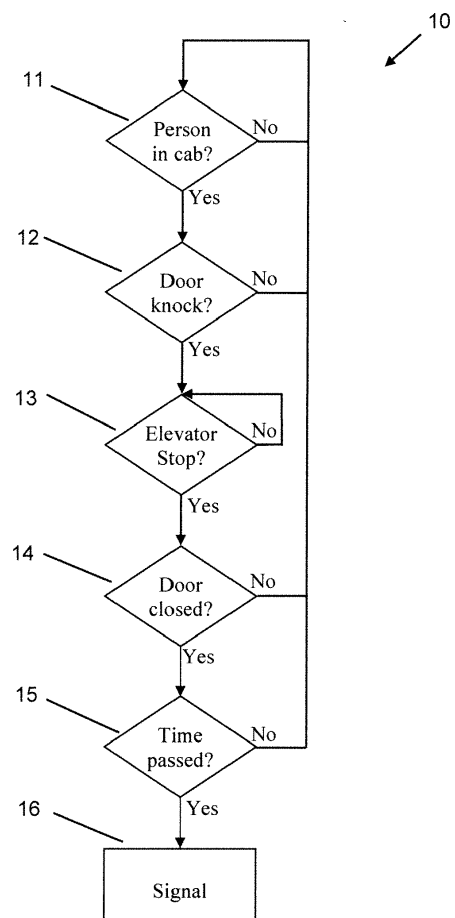 10
11
Person
in cab?
No
Yes
12
Door
knock?
No
Yes
13
Elevator
Stop?
No
Yes
14
Door
closed?
No
Yes
15
Time
passed?
No
Yes
16
Signal